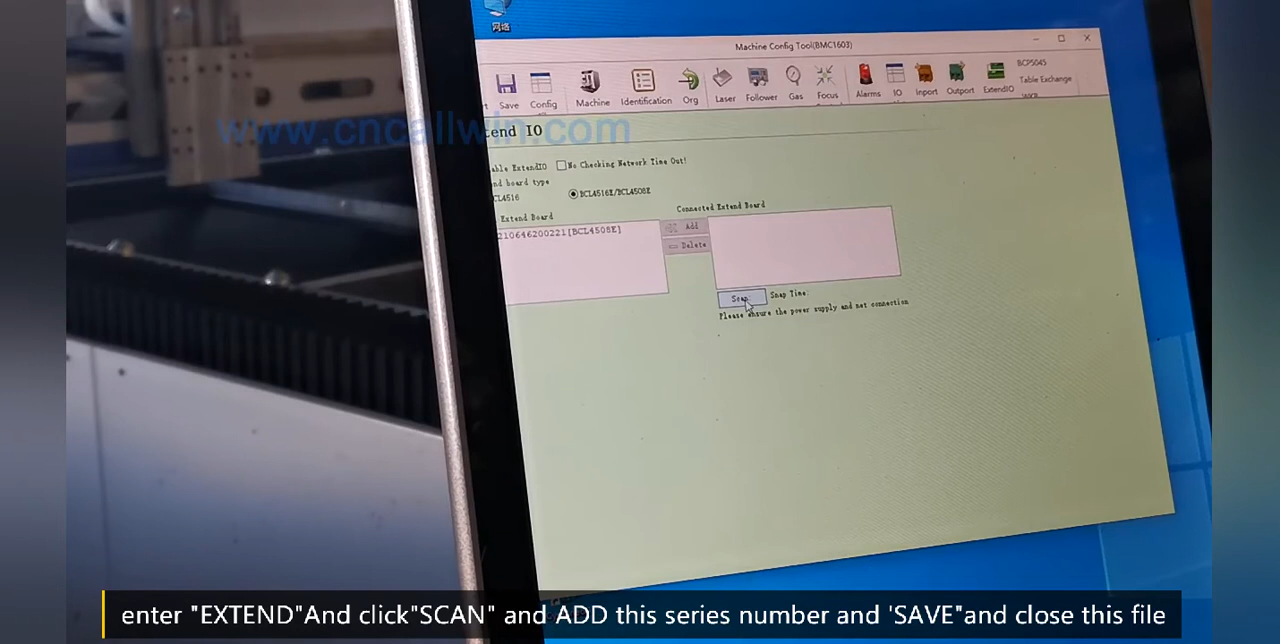 网络
Machine Config Tool(BMC1603)
Save Config Machine Identification Org Laser Follower Gas Focus Alarms IO Inport Outport ExtendIO
BCP5045
Table Exchange
www.cncallwin.com
tend IO
able ExtendIO No Checking Network Time Out!
nd board type
CL4516 BCL4516E/BCL4508E
Extend Board Connected Extend Board
210646200221[BCL4508E] Add
Delete
Scan Snap Time:
Please ensure the power supply and net connection
enter "EXTEND"And click"SCAN" and ADD this series number and 'SAVE"and close this file